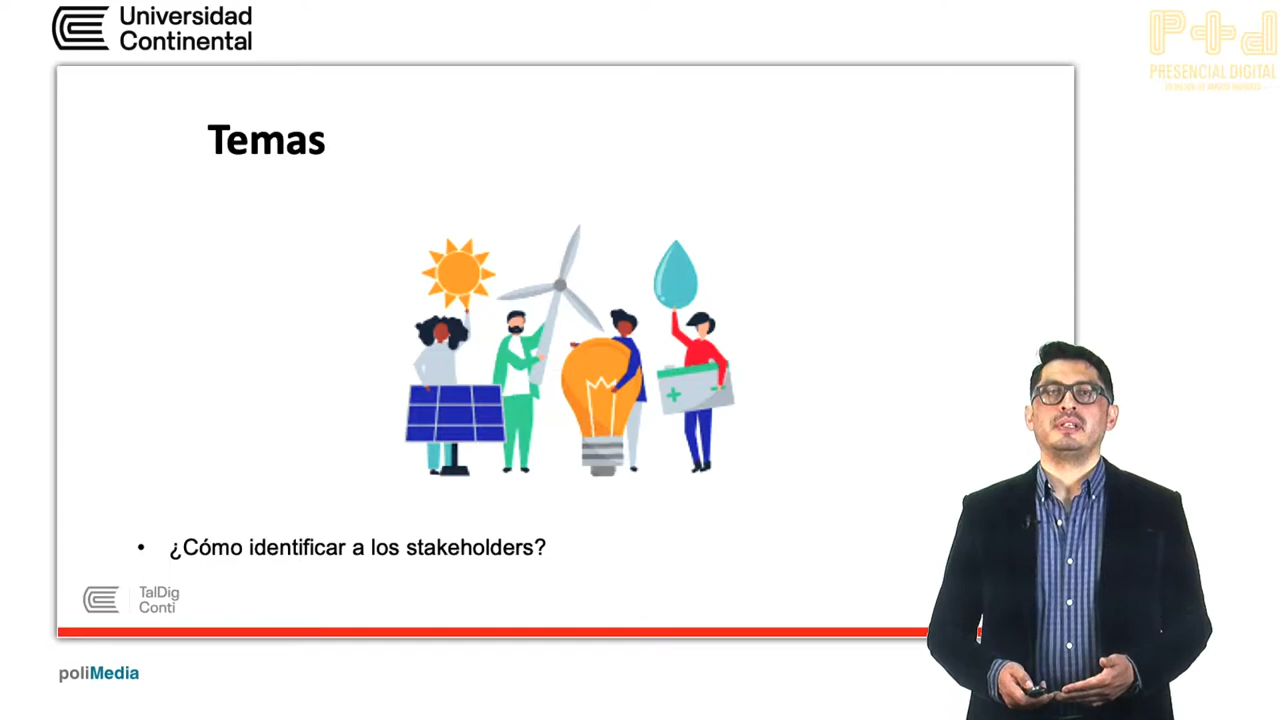 Universidad
Continental
PRESENCIAL DIGITAL
Temas
• ¿Cómo identificar a los stakeholders?
TalDig
Conti
poliMedia